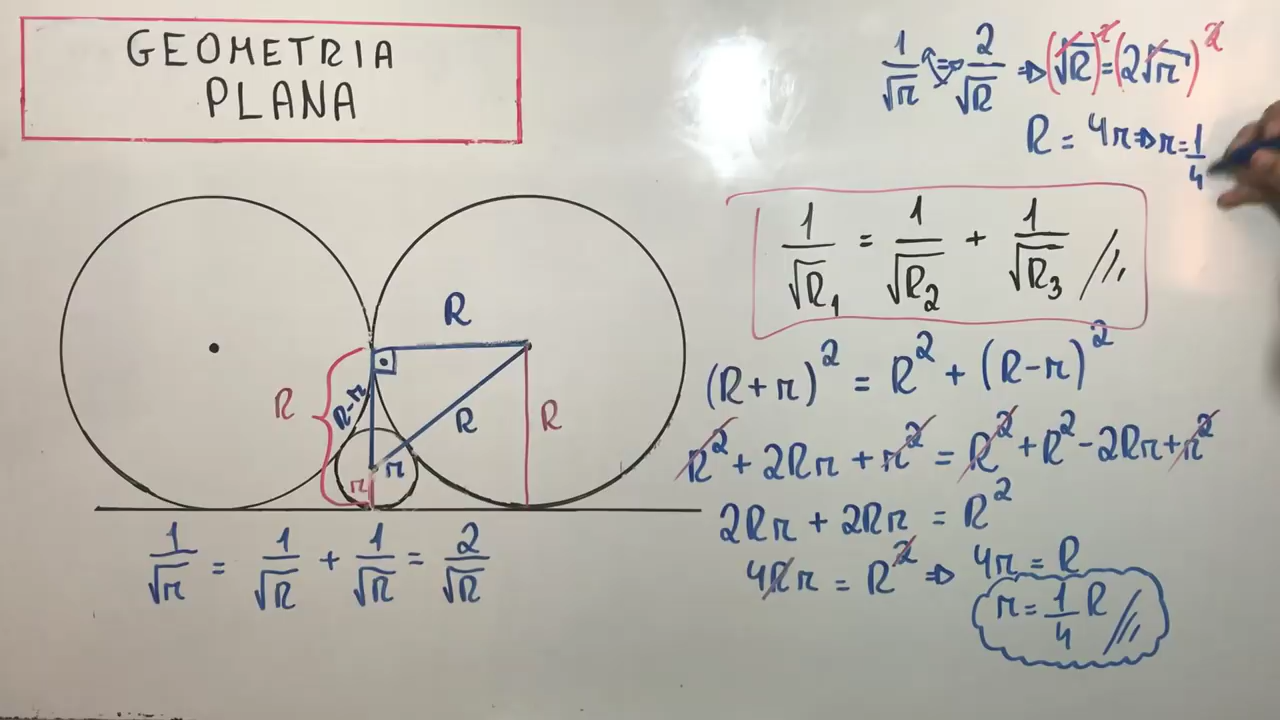 GEOMETRIA
PLANA
1/√r = 2/√R ⇒ (√R)² = (2√r)²
R = 4r ⇒ r = 1/4
1/√R₁ = 1/√R₂ + 1/√R₃ //.
R
R
R-r
R
R
r
r
(R+r)² = R² + (R-r)²
R² + 2Rr + r² = R² + R² - 2Rr + r²
2Rr + 2Rr = R²
4Rr = R² ⇒ 4r = R
r = 1/4 R //.
1/√r = 1/√R + 1/√R = 2/√R